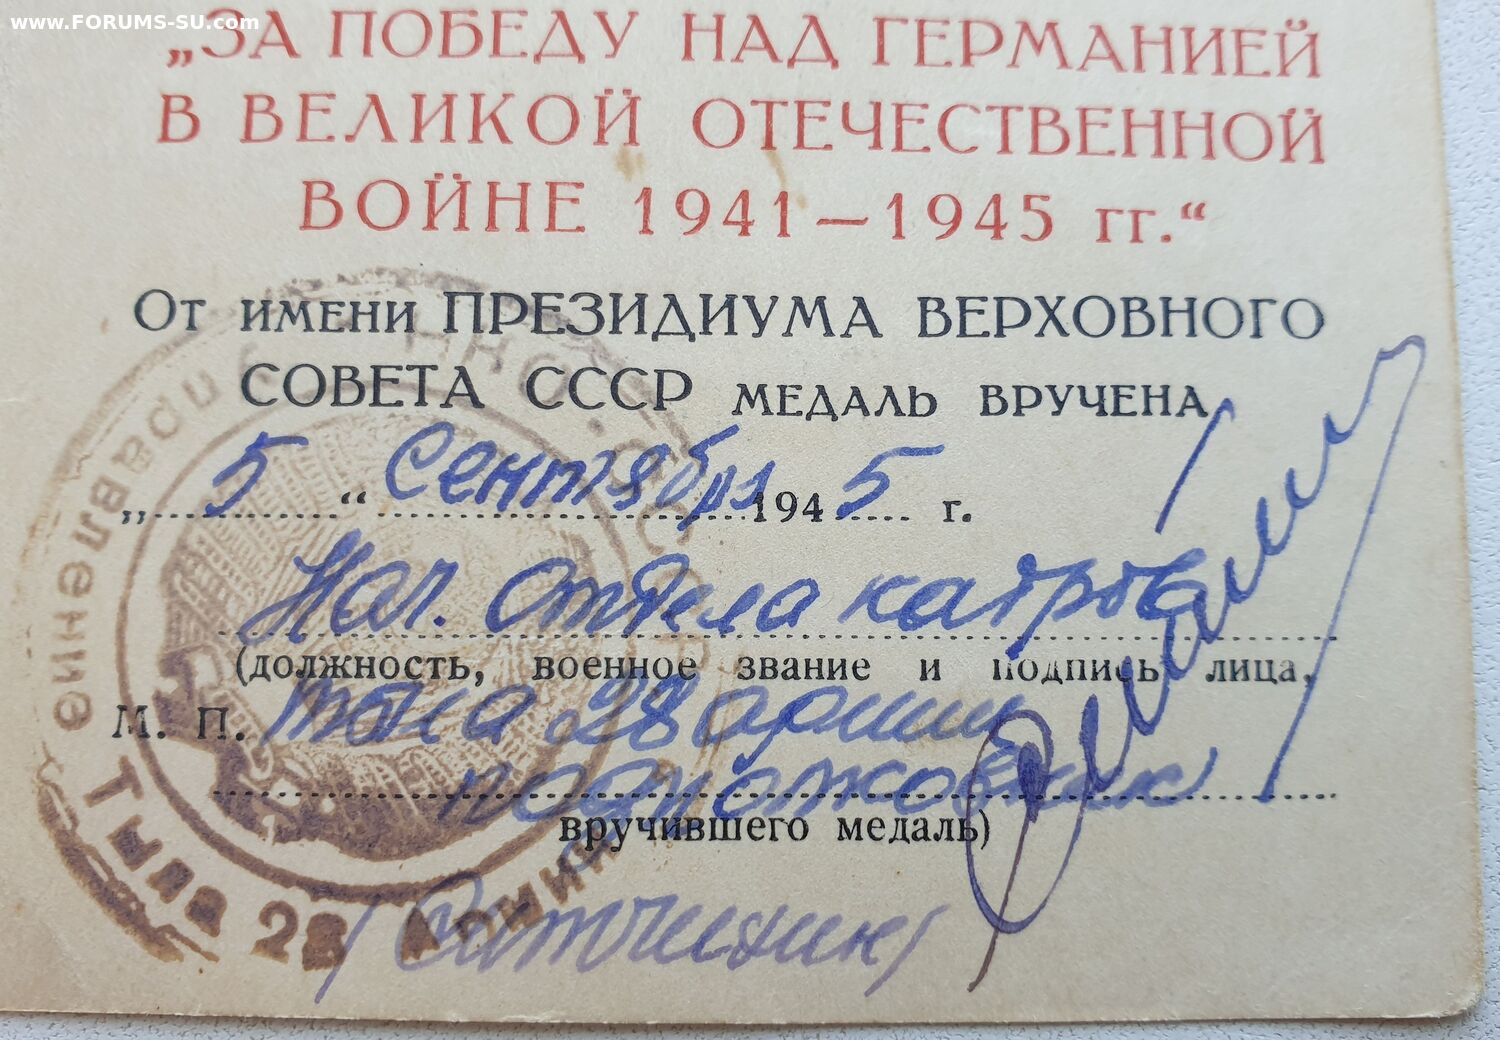 www.FORUMS-SU.com
„ЗА ПОБЕДУ НАД ГЕРМАНИЕЙ
В ВЕЛИКОЙ ОТЕЧЕСТВЕННОЙ
ВОЙНЕ 1941—1945 гг.“
От имени ПРЕЗИДИУМА ВЕРХОВНОГО
СОВЕТА СССР МЕДАЛЬ ВРУЧЕНА
„ 5 “ Сентября 1945 г.
Нач. отдела кадров
(должность, военное звание и подпись лица,
М. П. тыла 28 армии
подполковник
вручившего медаль)
Управление
Тыла 28 Армии